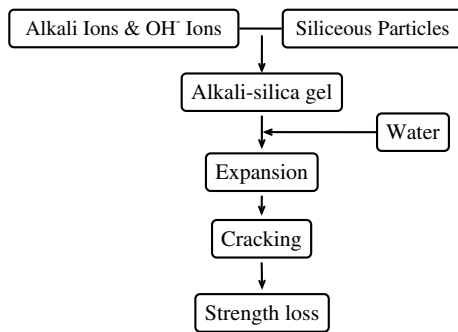 Alkali Ions & OH⁻ Ions
Siliceous Particles
Alkali-silica gel
Water
Expansion
Cracking
Strength loss